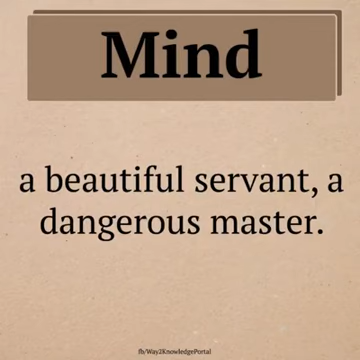 Mind
a beautiful servant, a
dangerous master.
fb/Way2KnowledgePortal